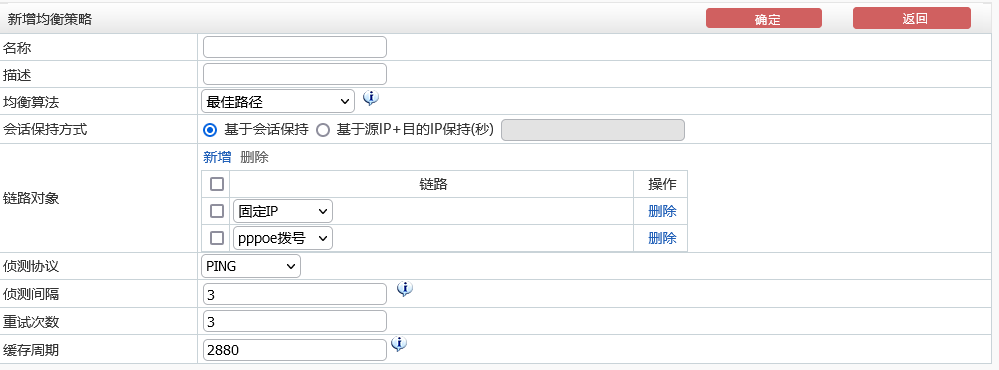 新增均衡策略 确定 返回
名称
描述
均衡算法 最佳路径
会话保持方式 基于会话保持 基于源IP+目的IP保持(秒)
新增 删除
链路对象
链路 操作
固定IP 删除
pppoe拨号 删除
侦测协议 PING
侦测间隔 3
重试次数 3
缓存周期 2880